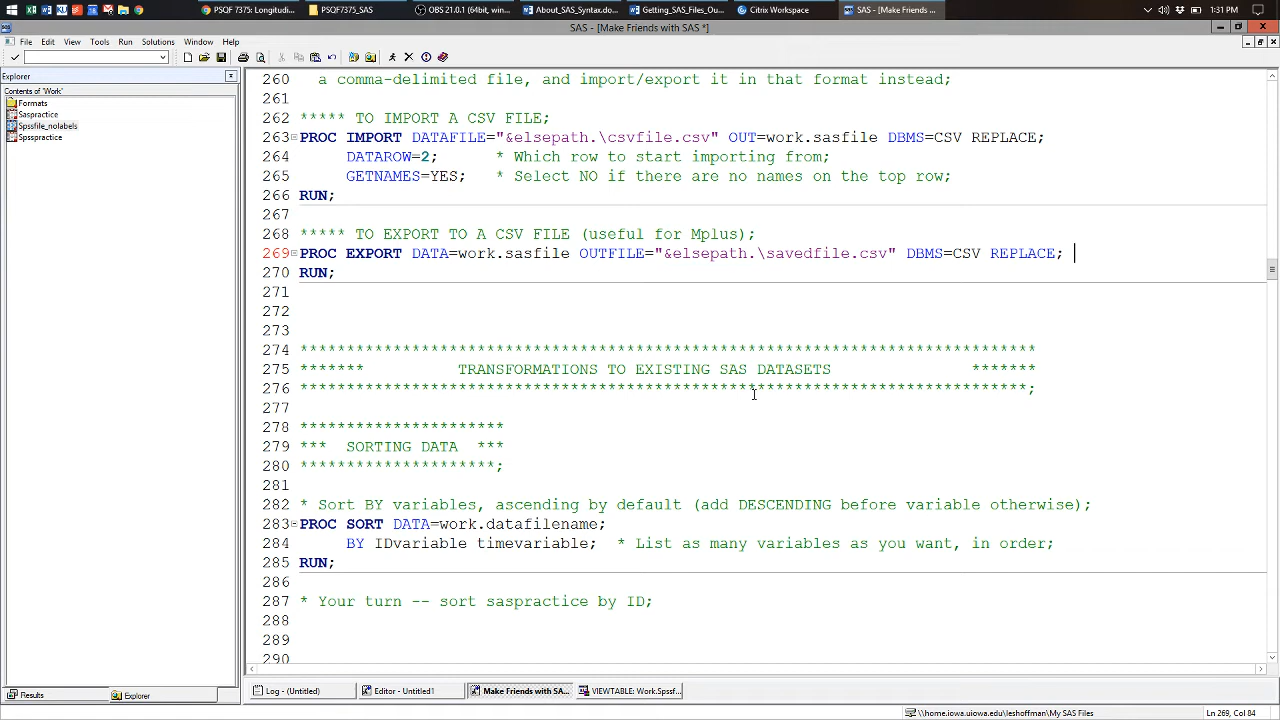 PSQF 7375: Longitudi...
PSQF7375_SAS
OBS 21.0.1 (64bit, win...
About_SAS_Syntax.do...
Getting_SAS_Files_Ou...
Citrix Workspace
SAS - [Make Friends ...
1:31 PM
SAS - [Make Friends with SAS *]
File Edit View Tools Run Solutions Window Help
Explorer
Contents of 'Work'
Formats
Saspractice
Spssfile_nolabels
Spsspractice
260 a comma-delimited file, and import/export it in that format instead;
261
262 ***** TO IMPORT A CSV FILE;
263 PROC IMPORT DATAFILE="&elsepath.\csvfile.csv" OUT=work.sasfile DBMS=CSV REPLACE;
264 DATAROW=2; * Which row to start importing from;
265 GETNAMES=YES; * Select NO if there are no names on the top row;
266 RUN;
267
268 ***** TO EXPORT TO A CSV FILE (useful for Mplus);
269 PROC EXPORT DATA=work.sasfile OUTFILE="&elsepath.\savedfile.csv" DBMS=CSV REPLACE;
270 RUN;
271
272
273
274 *******************************************************************************
275 ******* TRANSFORMATIONS TO EXISTING SAS DATASETS *******
276 ******************************************************************************;
277
278 **********************
279 *** SORTING DATA ***
280 *********************;
281
282 * Sort BY variables, ascending by default (add DESCENDING before variable otherwise);
283 PROC SORT DATA=work.datafilename;
284 BY IDvariable timevariable; * List as many variables as you want, in order;
285 RUN;
286
287 * Your turn -- sort saspractice by ID;
288
289
290
Results
Explorer
Log - (Untitled)
Editor - Untitled1
Make Friends with SA...
VIEWTABLE: Work.Spssf...
\\home.iowa.uiowa.edu\leshoffman\My SAS Files
Ln 269, Col 84